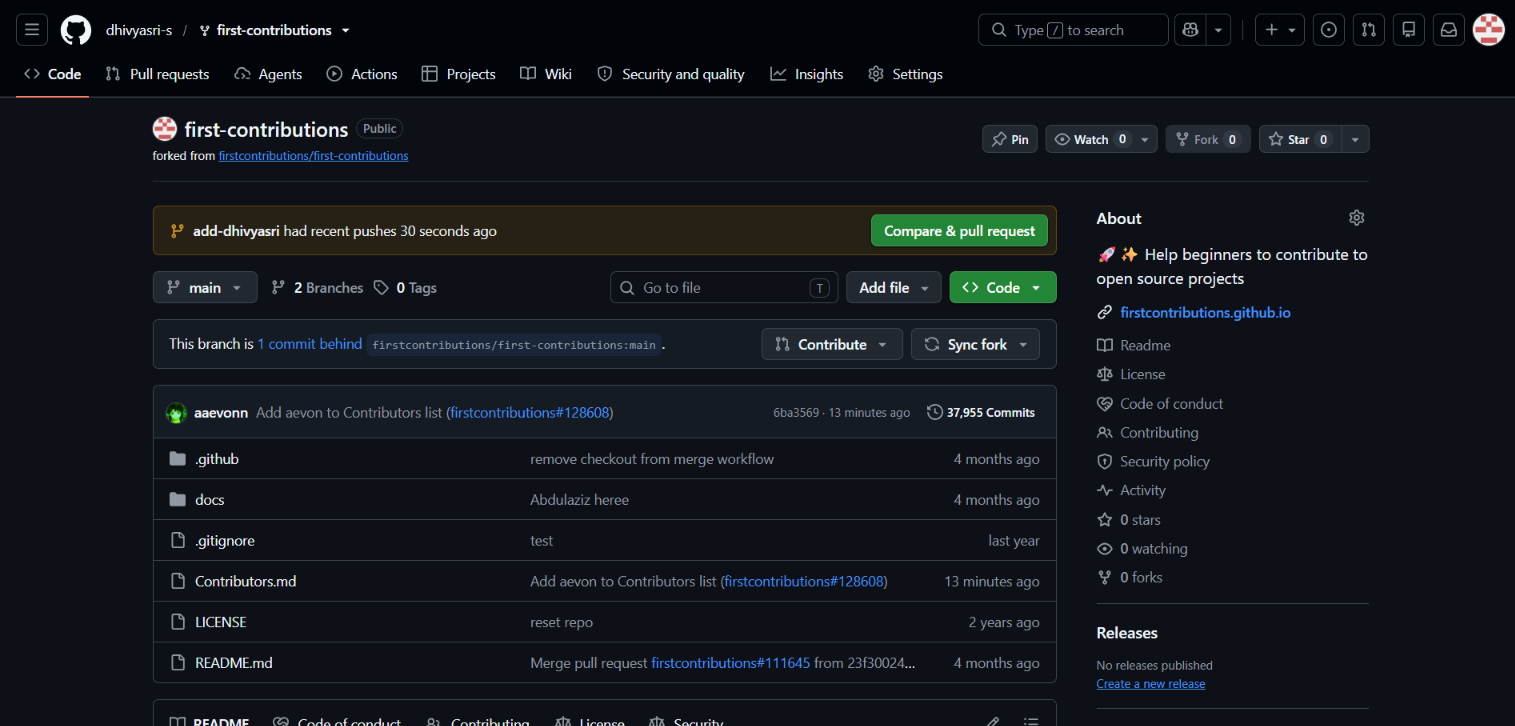 dhivyasri-s / first-contributions
Type / to search
Code Pull requests Agents Actions Projects Wiki Security and quality Insights Settings
first-contributions Public
forked from firstcontributions/first-contributions
Pin Watch 0 Fork 0 Star 0
add-dhivyasri had recent pushes 30 seconds ago Compare & pull request
main 2 Branches 0 Tags Go to file T Add file Code
This branch is 1 commit behind firstcontributions/first-contributions:main . Contribute Sync fork
aaevonn Add aevon to Contributors list (firstcontributions#128608) 6ba3569 · 13 minutes ago 37,955 Commits
.github remove checkout from merge workflow 4 months ago
docs Abdulaziz heree 4 months ago
.gitignore test last year
Contributors.md Add aevon to Contributors list (firstcontributions#128608) 13 minutes ago
LICENSE reset repo 2 years ago
README.md Merge pull request firstcontributions#111645 from 23f30024... 4 months ago
README Code of conduct Contributing License Security
About
🚀 ✨ Help beginners to contribute to
open source projects
firstcontributions.github.io
Readme
License
Code of conduct
Contributing
Security policy
Activity
0 stars
0 watching
0 forks
Releases
No releases published
Create a new release